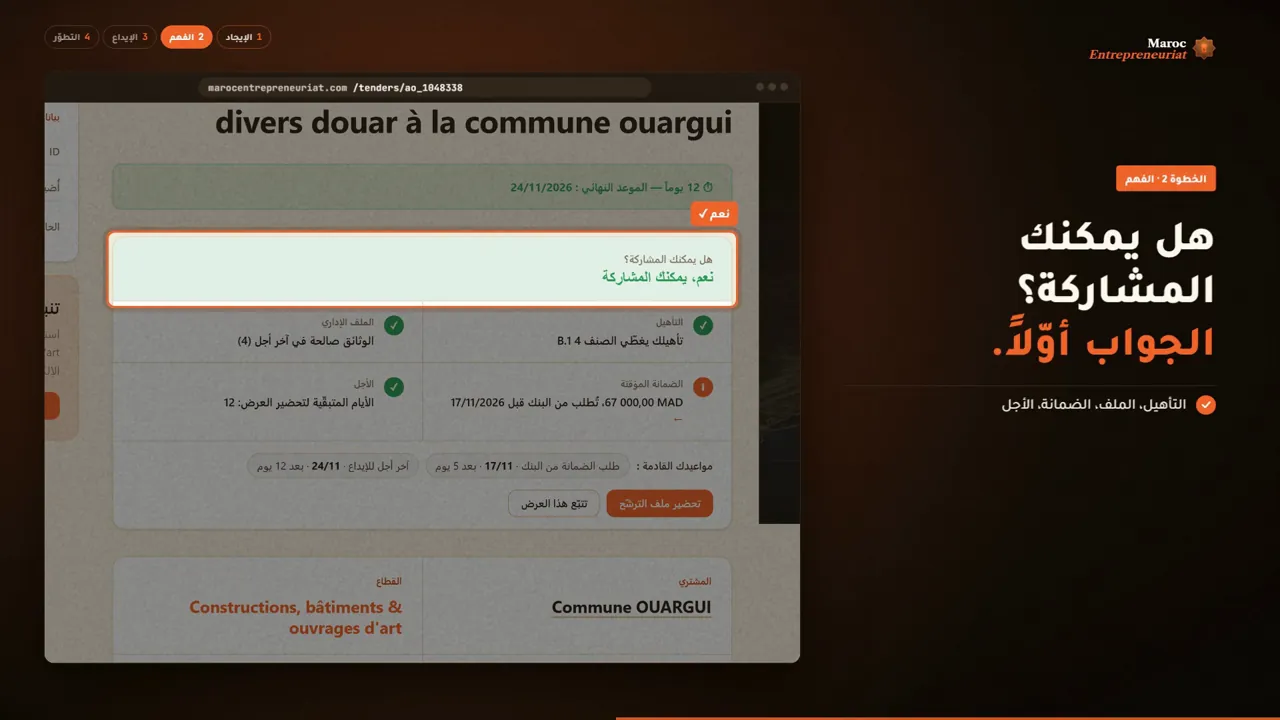 1 الإيجاد
2 الفهم
3 الإيداع
4 التطوّر
Maroc
Entrepreneuriat
marocentrepreneuriat.com /tenders/ao_1048338
divers douar à la commune ouargui
12 يوماً — الموعد النهائي : 24/11/2026
نعم ✓
هل يمكنك المشاركة؟
نعم، يمكنك المشاركة
التأهيل
تأهيلك يغطّي الصنف B.1 4
الملف الإداري
الوثائق صالحة في آخر أجل (4)
الضمانة المؤقتة
67 000,00 MAD، تُطلب من البنك قبل 17/11/2026
←
الأجل
الأيام المتبقّية لتحضير العرض: 12
مواعيدك القادمة :
طلب الضمانة من البنك · 17/11 · بعد 5 يوم
آخر أجل للإيداع · 24/11 · بعد 12 يوم
تحضير ملف الترشّح
تتبّع هذا العرض
المشتري
Commune OUARGUI
القطاع
Constructions, bâtiments &
ouvrages d'art
ID
الخطوة 2 · الفهم
هل يمكنك
المشاركة؟
الجواب أوّلاً.
التأهيل، الملف، الضمانة، الأجل